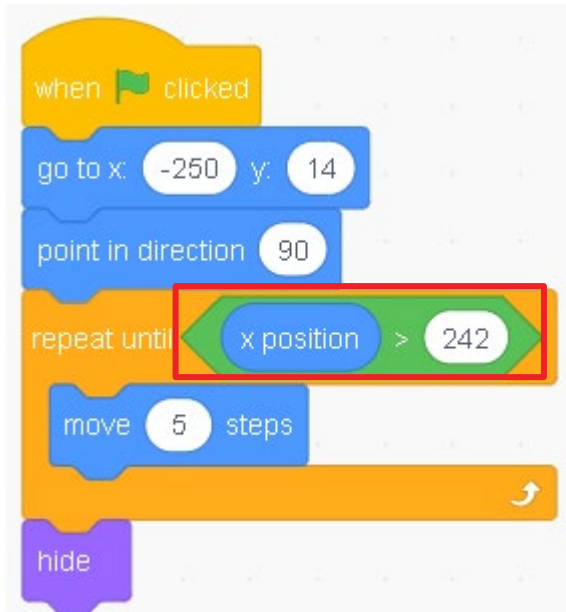 when clicked
go to x: -250 y: 14
point in direction 90
repeat until x position > 242
move 5 steps
hide